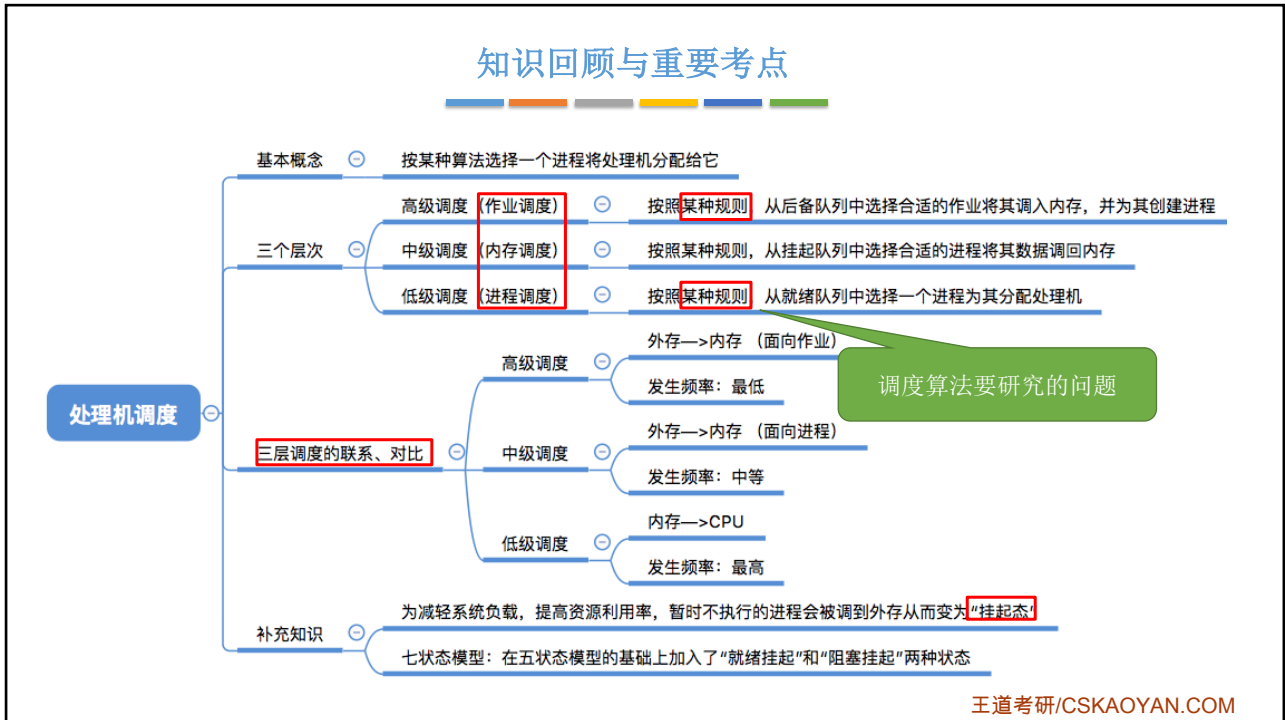 知识回顾与重要考点
基本概念
按某种算法选择一个进程将处理机分配给它
三个层次
高级调度（作业调度）
按照某种规则，从后备队列中选择合适的作业将其调入内存，并为其创建进程
中级调度（内存调度）
按照某种规则，从挂起队列中选择合适的进程将其数据调回内存
低级调度（进程调度）
按照某种规则，从就绪队列中选择一个进程为其分配处理机
调度算法要研究的问题
处理机调度
三层调度的联系、对比
高级调度
外存—>内存 （面向作业）
发生频率：最低
中级调度
外存—>内存 （面向进程）
发生频率：中等
低级调度
内存—>CPU
发生频率：最高
补充知识
为减轻系统负载，提高资源利用率，暂时不执行的进程会被调到外存从而变为“挂起态”
七状态模型：在五状态模型的基础上加入了“就绪挂起”和“阻塞挂起”两种状态
王道考研/CSKAOYAN.COM